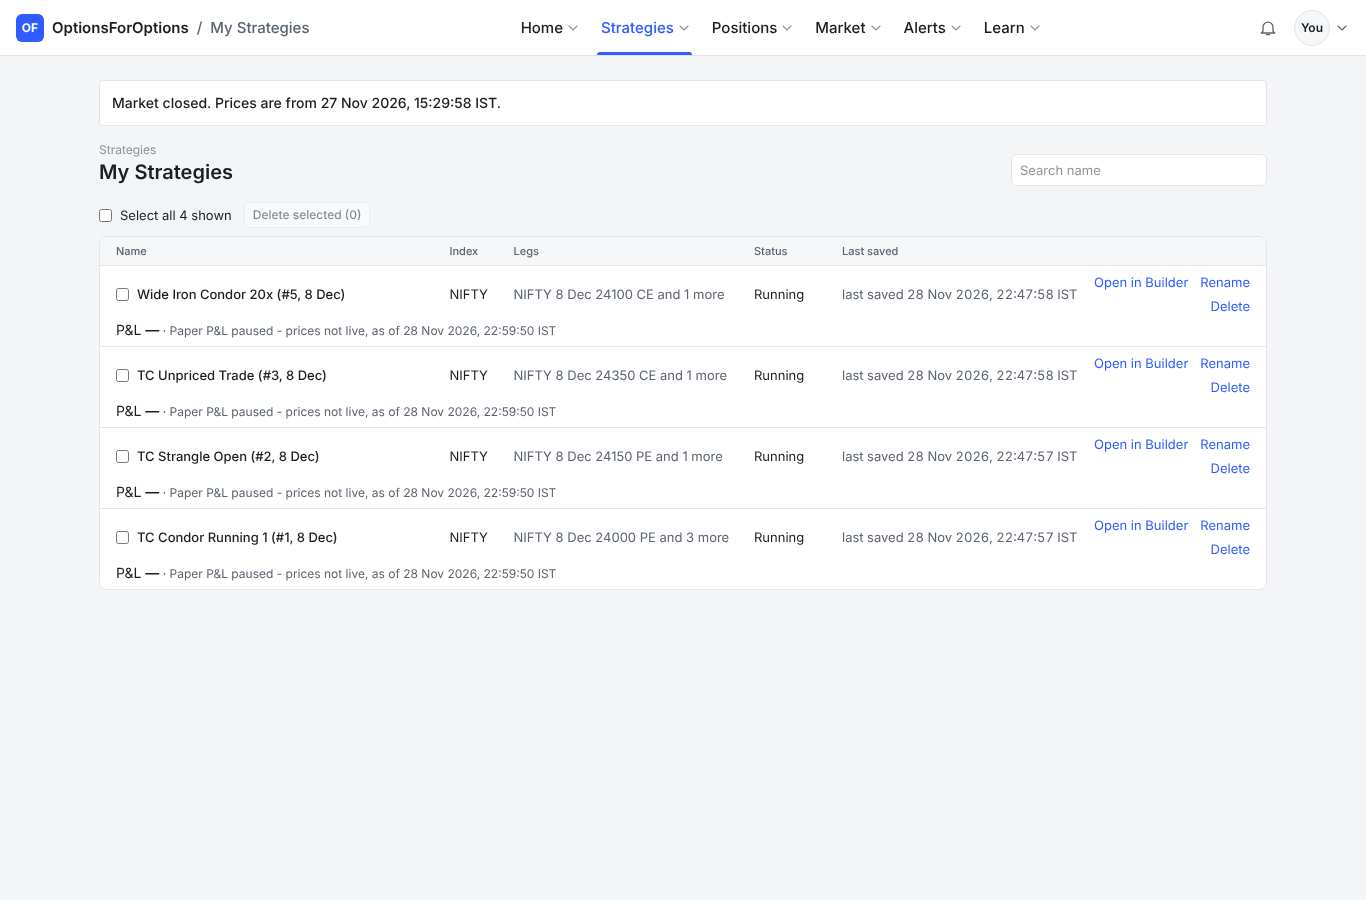 OF OptionsForOptions / My Strategies Home Strategies Positions Market Alerts Learn You
Market closed. Prices are from 27 Nov 2026, 15:29:58 IST.
Strategies
My Strategies
Search name
Select all 4 shown Delete selected (0)
Name Index Legs Status Last saved
Wide Iron Condor 20x (#5, 8 Dec) NIFTY NIFTY 8 Dec 24100 CE and 1 more Running last saved 28 Nov 2026, 22:47:58 IST Open in Builder Rename
Delete
P&L — · Paper P&L paused - prices not live, as of 28 Nov 2026, 22:59:50 IST
TC Unpriced Trade (#3, 8 Dec) NIFTY NIFTY 8 Dec 24350 CE and 1 more Running last saved 28 Nov 2026, 22:47:58 IST Open in Builder Rename
Delete
P&L — · Paper P&L paused - prices not live, as of 28 Nov 2026, 22:59:50 IST
TC Strangle Open (#2, 8 Dec) NIFTY NIFTY 8 Dec 24150 PE and 1 more Running last saved 28 Nov 2026, 22:47:57 IST Open in Builder Rename
Delete
P&L — · Paper P&L paused - prices not live, as of 28 Nov 2026, 22:59:50 IST
TC Condor Running 1 (#1, 8 Dec) NIFTY NIFTY 8 Dec 24000 PE and 3 more Running last saved 28 Nov 2026, 22:47:57 IST Open in Builder Rename
Delete
P&L — · Paper P&L paused - prices not live, as of 28 Nov 2026, 22:59:50 IST